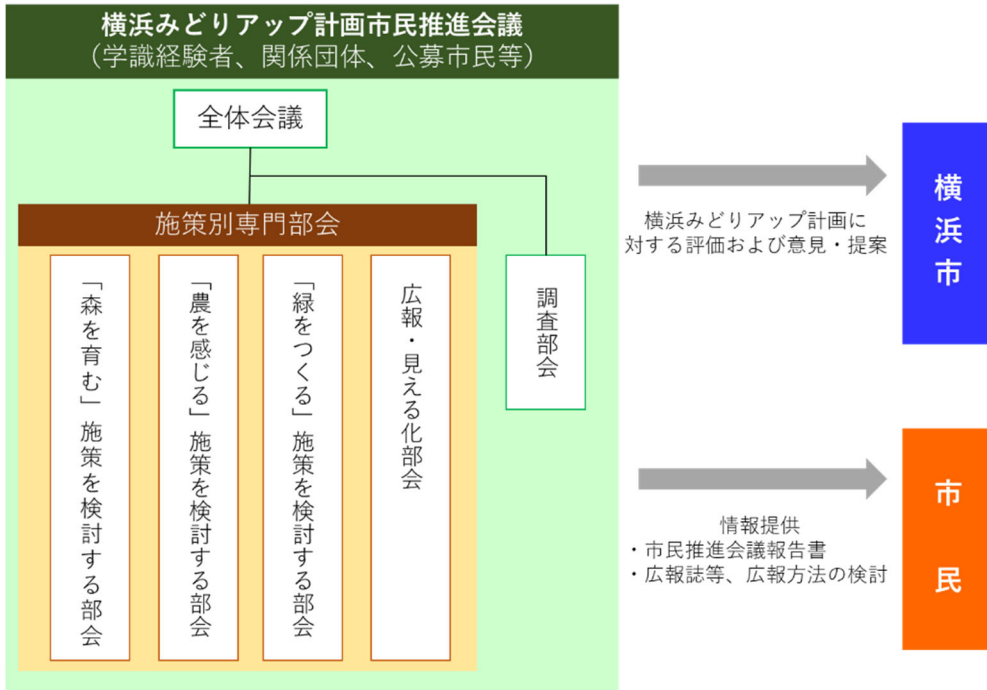 横浜みどりアップ計画市民推進会議
（学識経験者、関係団体、公募市民等）
全体会議
施策別専門部会
「森を育む」施策を検討する部会
「農を感じる」施策を検討する部会
「緑をつくる」施策を検討する部会
広報・見える化部会
調査部会
横浜みどりアップ計画に
対する評価および意見・提案
横浜市
情報提供
・市民推進会議報告書
・広報誌等、広報方法の検討
市民